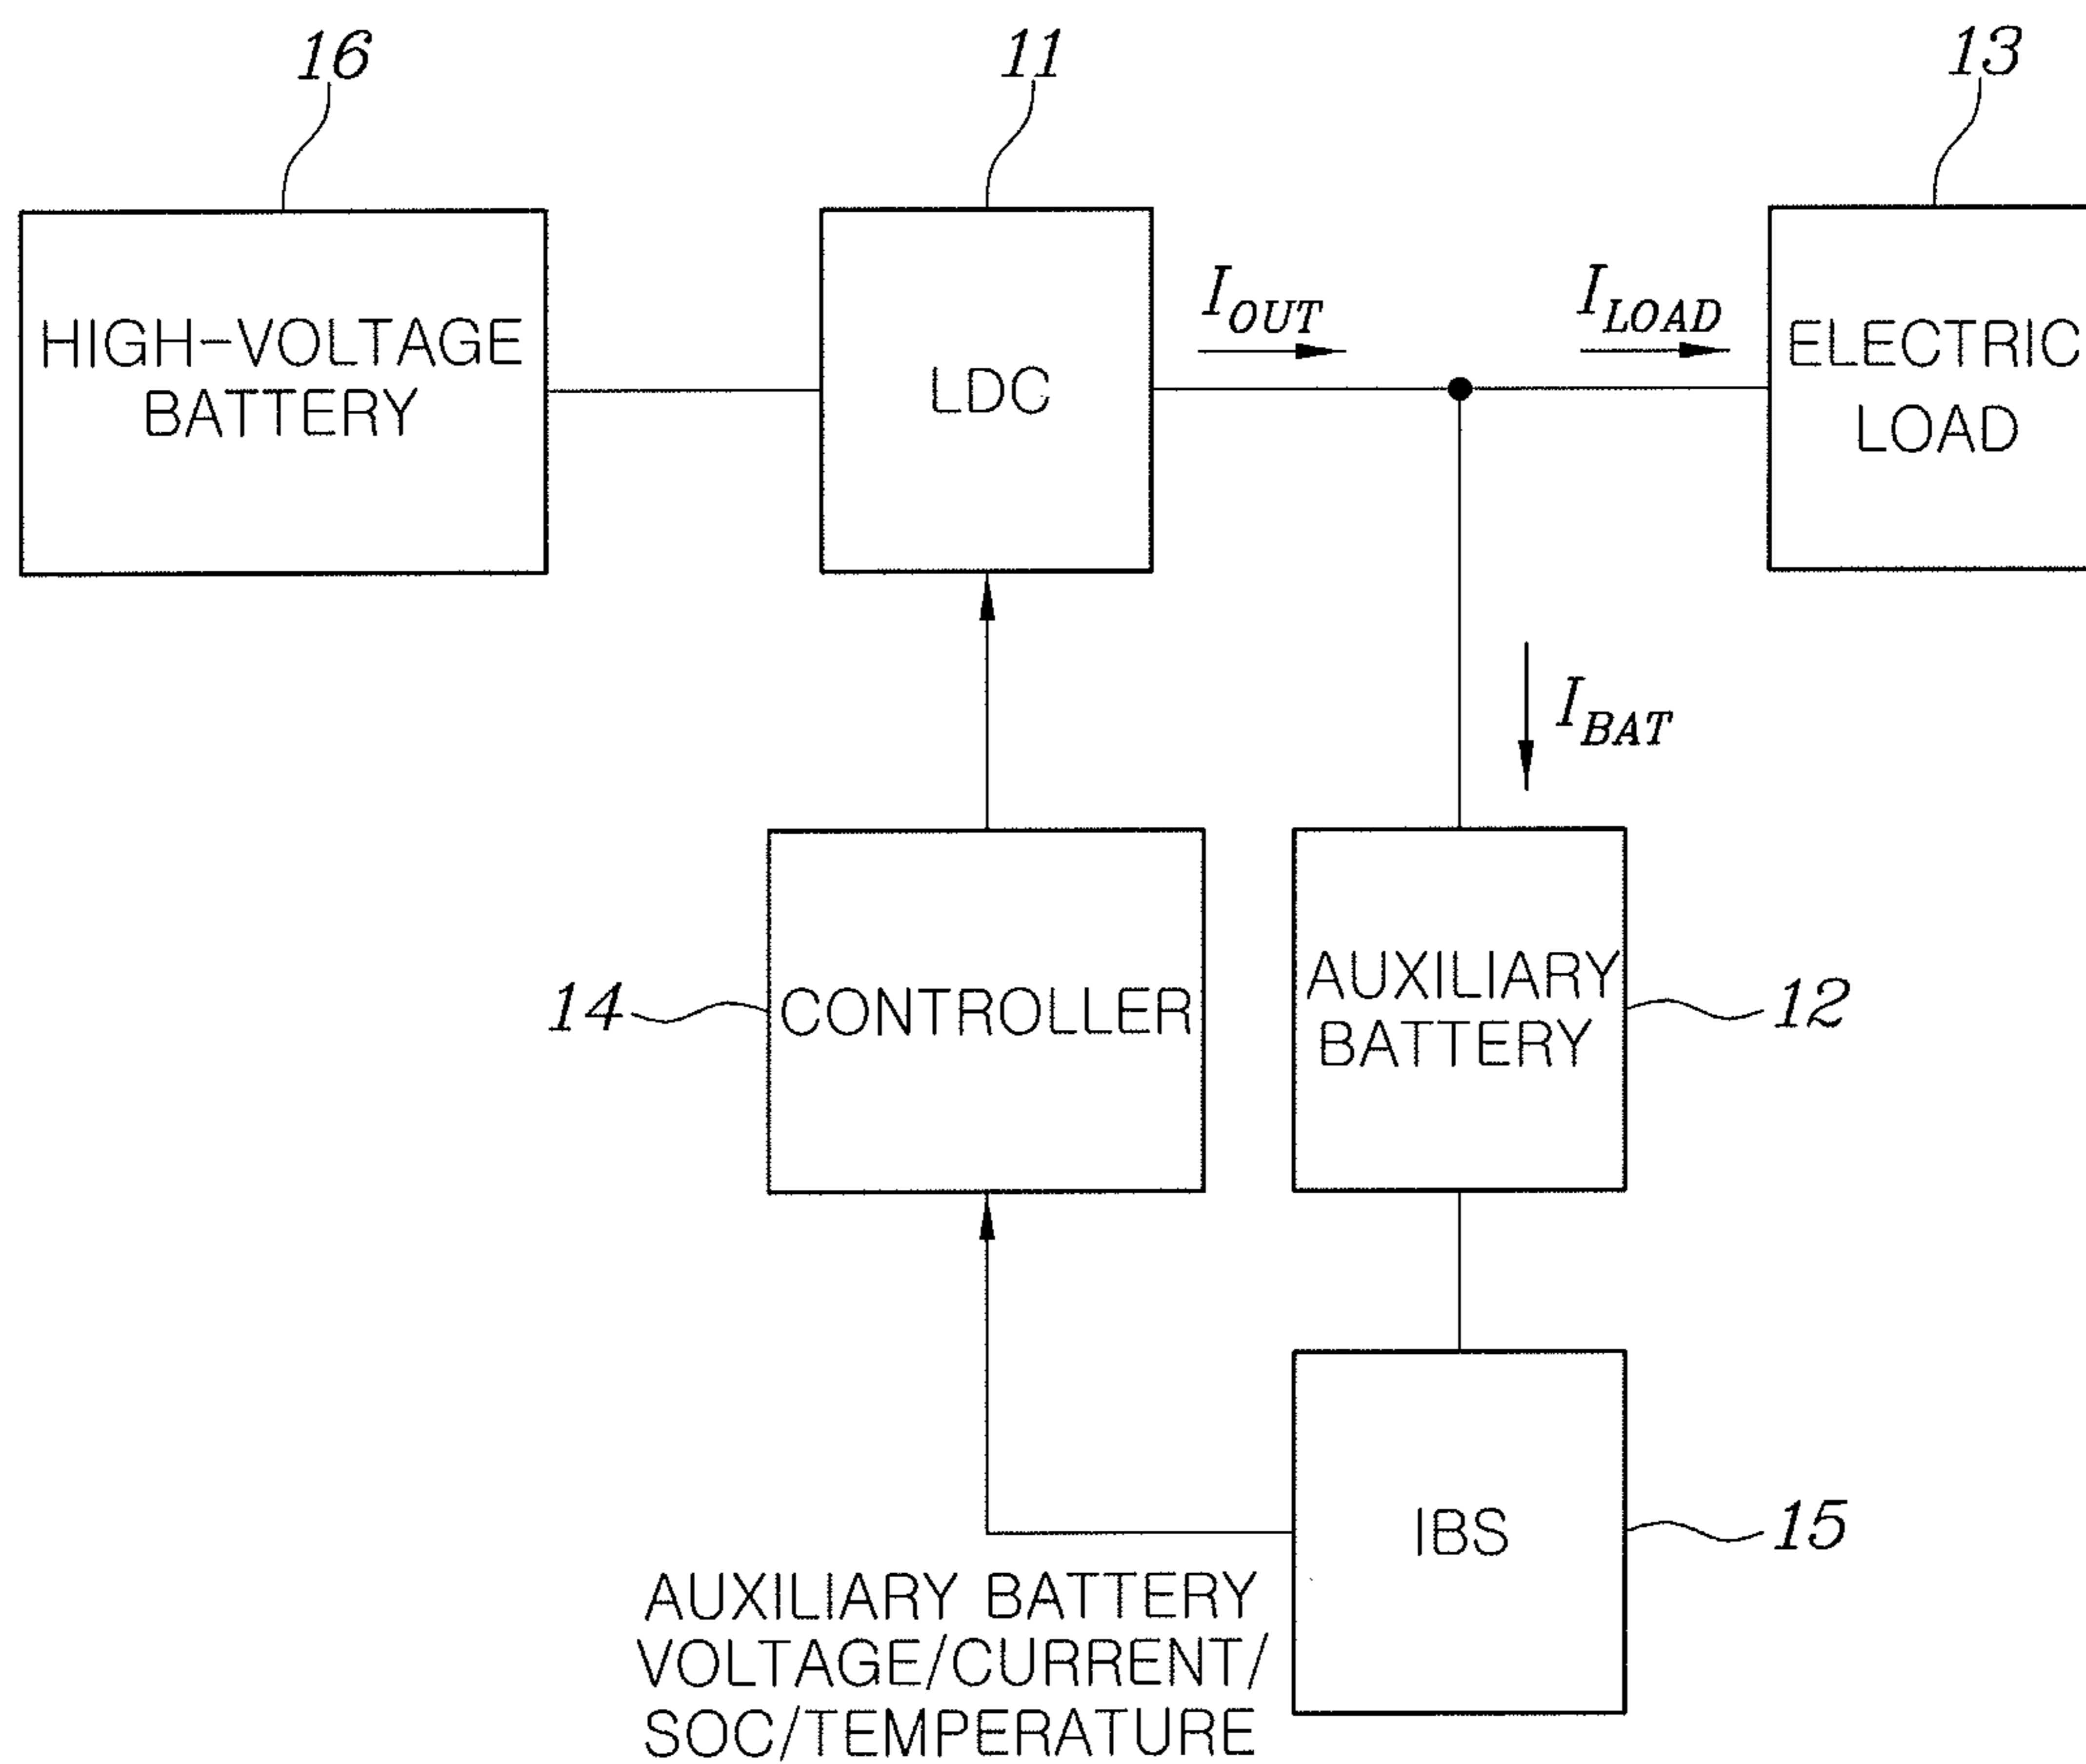 16
11
13
HIGH-VOLTAGE
BATTERY
LDC
I_OUT
I_LOAD
ELECTRIC
LOAD
I_BAT
14
CONTROLLER
AUXILIARY
BATTERY
12
IBS
15
AUXILIARY BATTERY
VOLTAGE/CURRENT/
SOC/TEMPERATURE